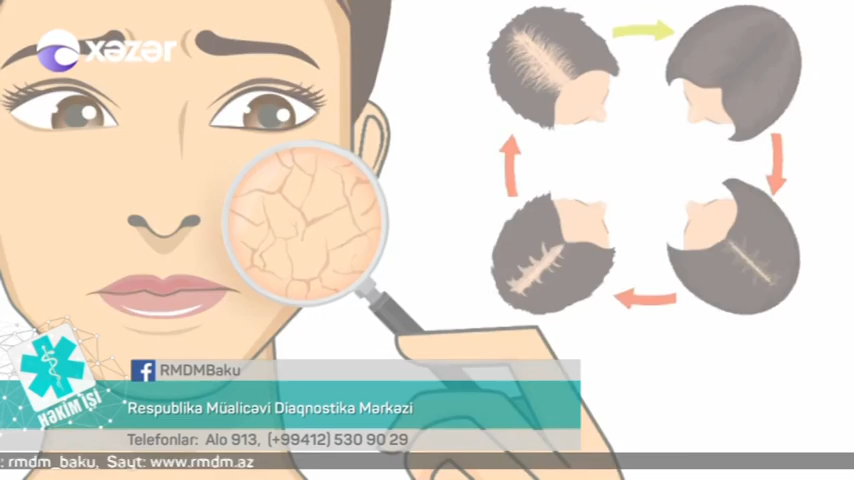 xəzər
RMDMBaku
HƏKİM İŞİ
Respublika Müalicəvi Diaqnostika Mərkəzi
Telefonlar: Alo 913, (+99412) 530 90 29
: rmdm_baku, Sayt: www.rmdm.az